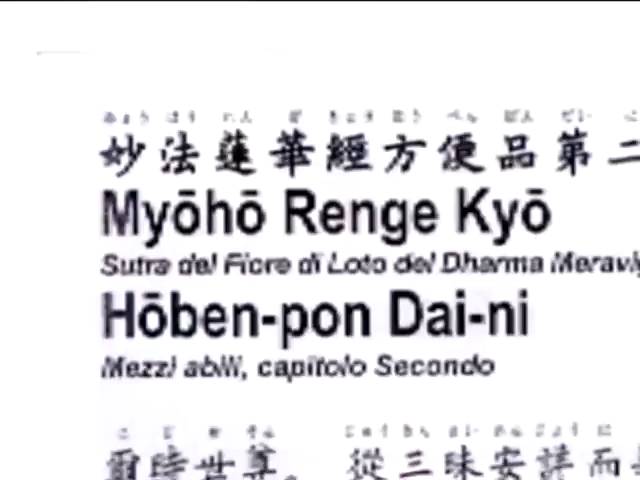 妙法蓮華經方便品第二
Myōhō Renge Kyō
Sutra del Fiore di Loto del Dharma
Hōben-pon Dai-ni
Mezzi abili, capitolo Secondo
爾時世尊。 從三昧安詳而